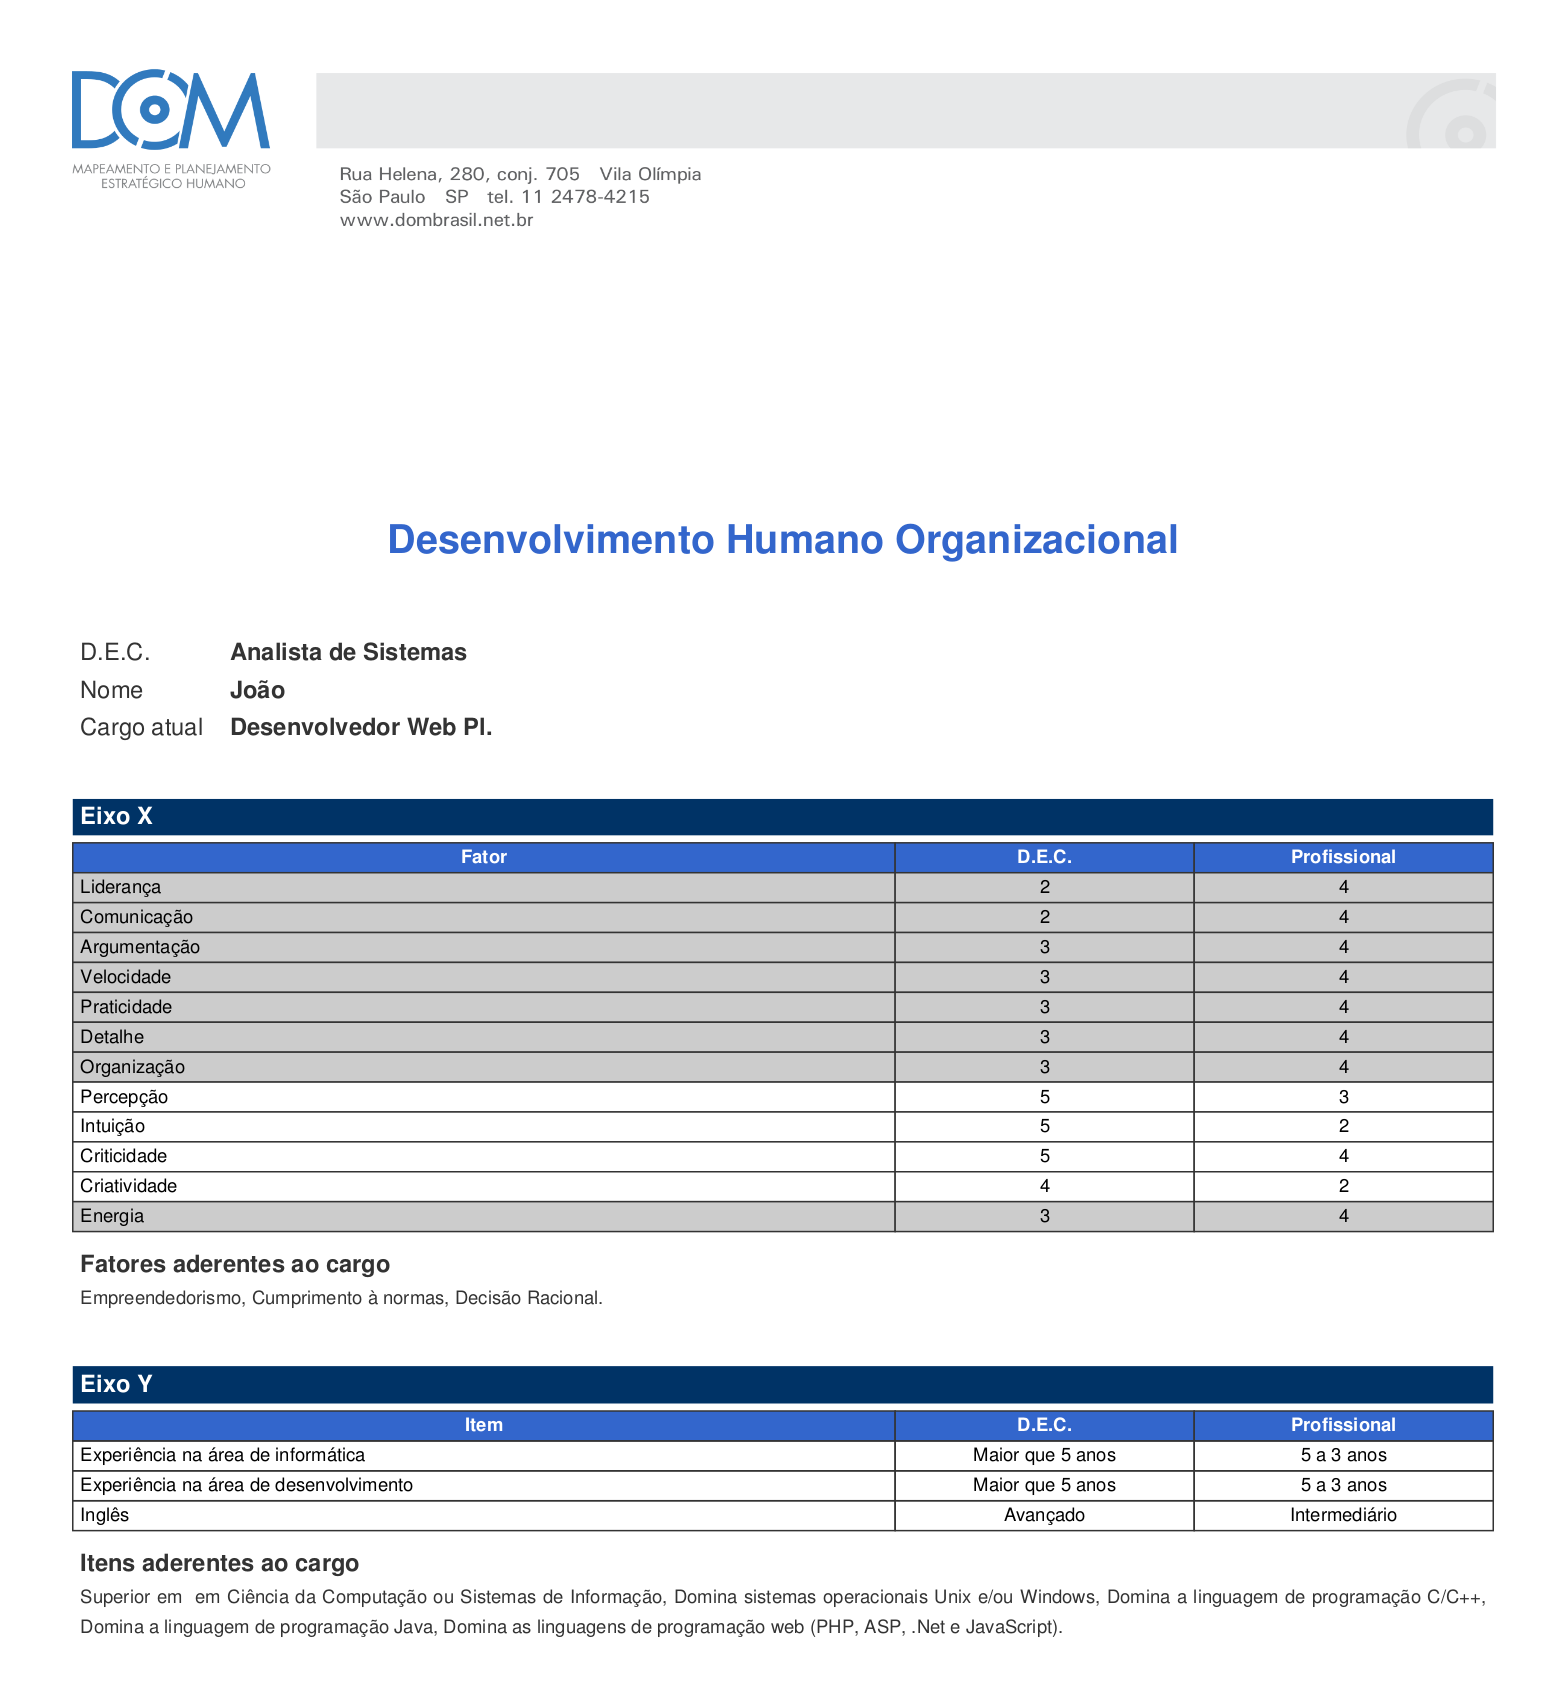 DOM
MAPEAMENTO E PLANEJAMENTO
ESTRATÉGICO HUMANO
Rua Helena, 280, conj. 705 Vila Olímpia
São Paulo SP tel. 11 2478-4215
www.dombrasil.net.br
Desenvolvimento Humano Organizacional
D.E.C. Analista de Sistemas
Nome João
Cargo atual Desenvolvedor Web Pl.
Eixo X
Fator D.E.C. Profissional
Liderança 2 4
Comunicação 2 4
Argumentação 3 4
Velocidade 3 4
Praticidade 3 4
Detalhe 3 4
Organização 3 4
Percepção 5 3
Intuição 5 2
Criticidade 5 4
Criatividade 4 2
Energia 3 4
Fatores aderentes ao cargo
Empreendedorismo, Cumprimento à normas, Decisão Racional.
Eixo Y
Item D.E.C. Profissional
Experiência na área de informática Maior que 5 anos 5 a 3 anos
Experiência na área de desenvolvimento Maior que 5 anos 5 a 3 anos
Inglês Avançado Intermediário
Itens aderentes ao cargo
Superior em em Ciência da Computação ou Sistemas de Informação, Domina sistemas operacionais Unix e/ou Windows, Domina a linguagem de programação C/C++,
Domina a linguagem de programação Java, Domina as linguagens de programação web (PHP, ASP, .Net e JavaScript).